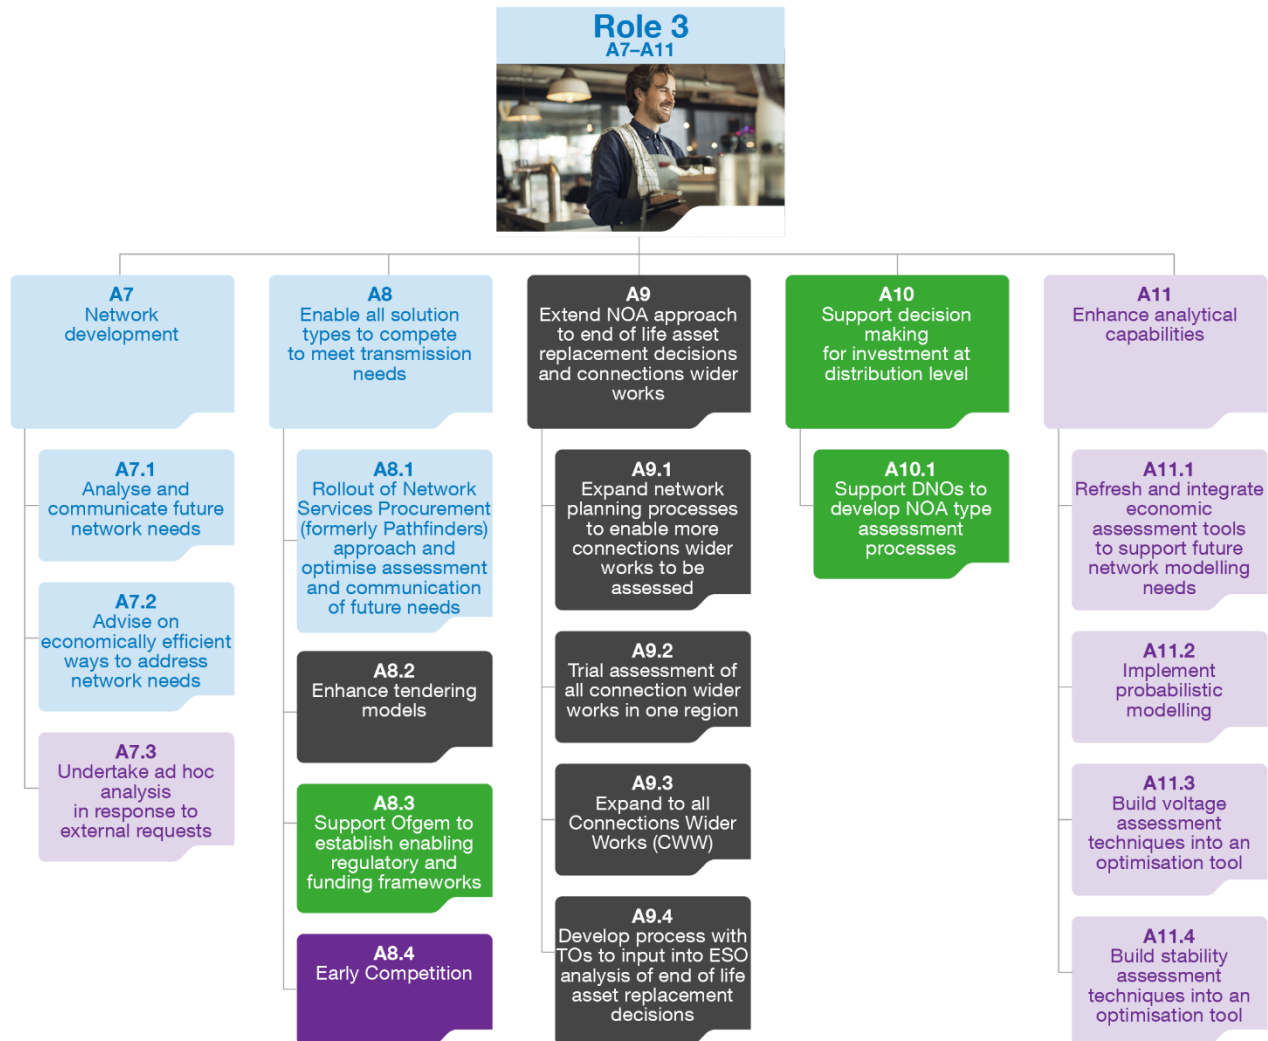 Role 3
A7–A11
A7
Network
development
A7.1
Analyse and
communicate future
network needs
A7.2
Advise on
economically efficient
ways to address
network needs
A7.3
Undertake ad hoc
analysis
in response to
external requests
A8
Enable all solution
types to compete
to meet transmission
needs
A8.1
Rollout of Network
Services Procurement
(formerly Pathfinders)
approach and
optimise assessment
and communication
of future needs
A8.2
Enhance tendering
models
A8.3
Support Ofgem to
establish enabling
regulatory and
funding frameworks
A8.4
Early Competition
A9
Extend NOA approach
to end of life asset
replacement decisions
and connections wider
works
A9.1
Expand network
planning processes
to enable more
connections wider
works to be
assessed
A9.2
Trial assessment of
all connection wider
works in one region
A9.3
Expand to all
Connections Wider
Works (CWW)
A9.4
Develop process with
TOs to input into ESO
analysis of end of life
asset replacement
decisions
A10
Support decision
making
for investment at
distribution level
A10.1
Support DNOs to
develop NOA type
assessment
processes
A11
Enhance analytical
capabilities
A11.1
Refresh and integrate
economic
assessment tools
to support future
network modelling
needs
A11.2
Implement
probabilistic
modelling
A11.3
Build voltage
assessment
techniques into an
optimisation tool
A11.4
Build stability
assessment
techniques into an
optimisation tool